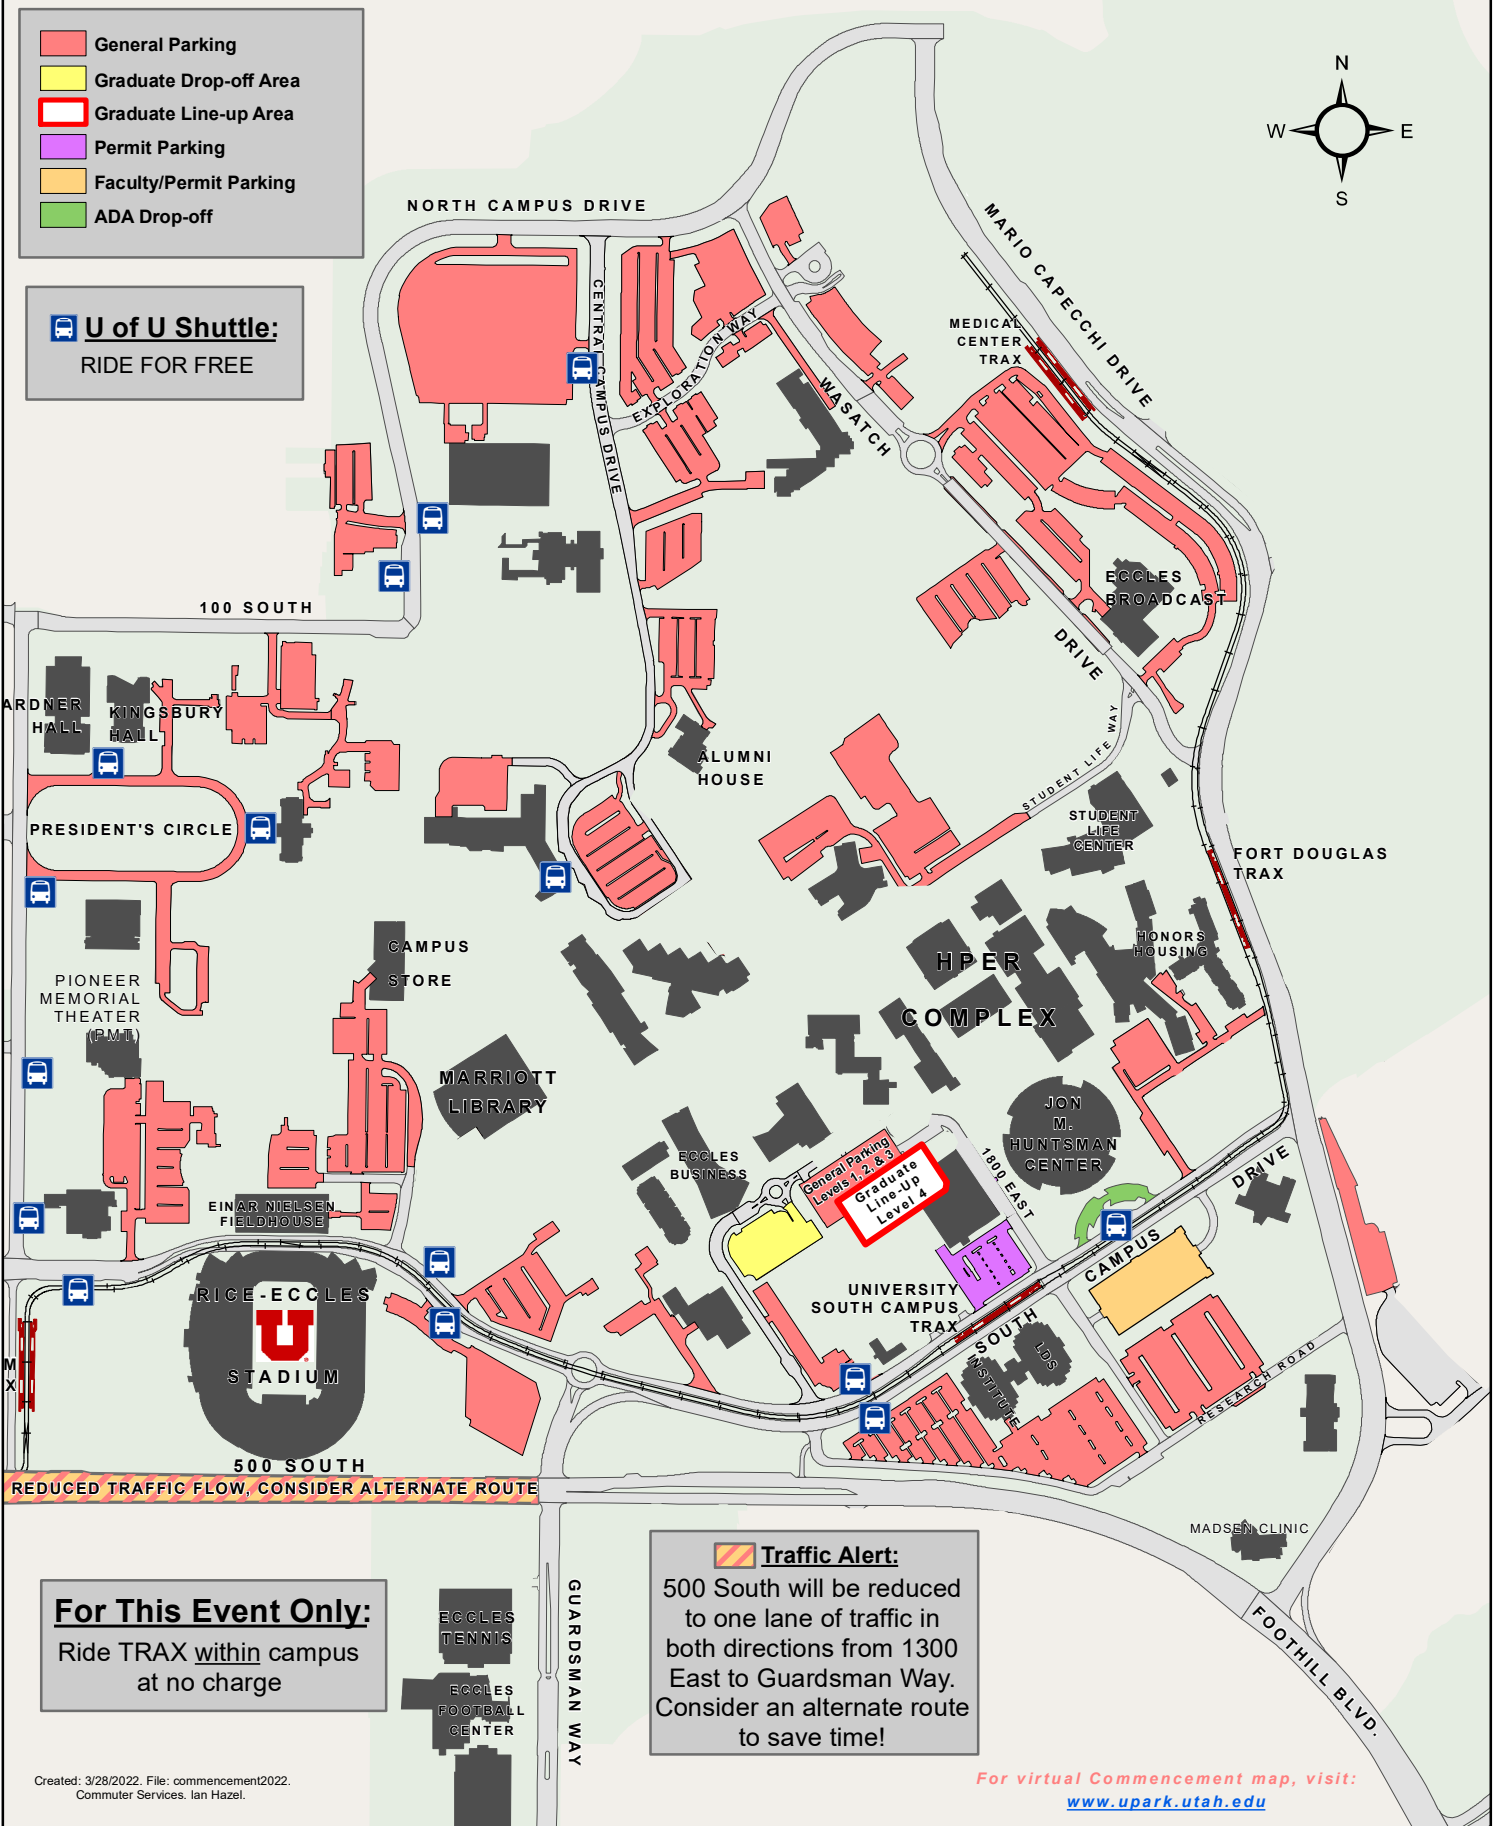 General Parking
Graduate Drop-off Area
Graduate Line-up Area
Permit Parking
Faculty/Permit Parking
ADA Drop-off
N
W
E
S
U of U Shuttle:
RIDE FOR FREE
NORTH CAMPUS DRIVE
MARIO CAPECCHI DRIVE
CENTRAL CAMPUS DRIVE
EXPLORATION WAY
MEDICAL
CENTER
TRAX
WASATCH
DRIVE
ECCLES
BROADCAST
100 SOUTH
ARDNER
HALL
KINGSBURY
HALL
PRESIDENT'S CIRCLE
ALUMNI
HOUSE
STUDENT LIFE WAY
STUDENT
LIFE
CENTER
FORT DOUGLAS
TRAX
CAMPUS
STORE
HPER
COMPLEX
HONORS
HOUSING
PIONEER
MEMORIAL
THEATER
(PMT)
MARRIOTT
LIBRARY
JON
M.
HUNTSMAN
CENTER
ECCLES
BUSINESS
General Parking
Levels 1, 2, & 3
Graduate
Line-Up
Level 4
1800 EAST
EINAR NIELSEN
FIELDHOUSE
SOUTH
CAMPUS
DRIVE
UNIVERSITY
SOUTH CAMPUS
TRAX
RICE-ECCLES
U
STADIUM
M
X
LDS
INSTITUTE
RESEARCH ROAD
500 SOUTH
REDUCED TRAFFIC FLOW, CONSIDER ALTERNATE ROUTE
MADSEN CLINIC
FOOTHILL BLVD.
GUARDSMAN WAY
Traffic Alert:
500 South will be reduced
to one lane of traffic in
both directions from 1300
East to Guardsman Way.
Consider an alternate route
to save time!
For This Event Only:
Ride TRAX within campus
at no charge
ECCLES
TENNIS
ECCLES
FOOTBALL
CENTER
Created: 3/28/2022. File: commencement2022.
Commuter Services. Ian Hazel.
For virtual Commencement map, visit:
www.upark.utah.edu